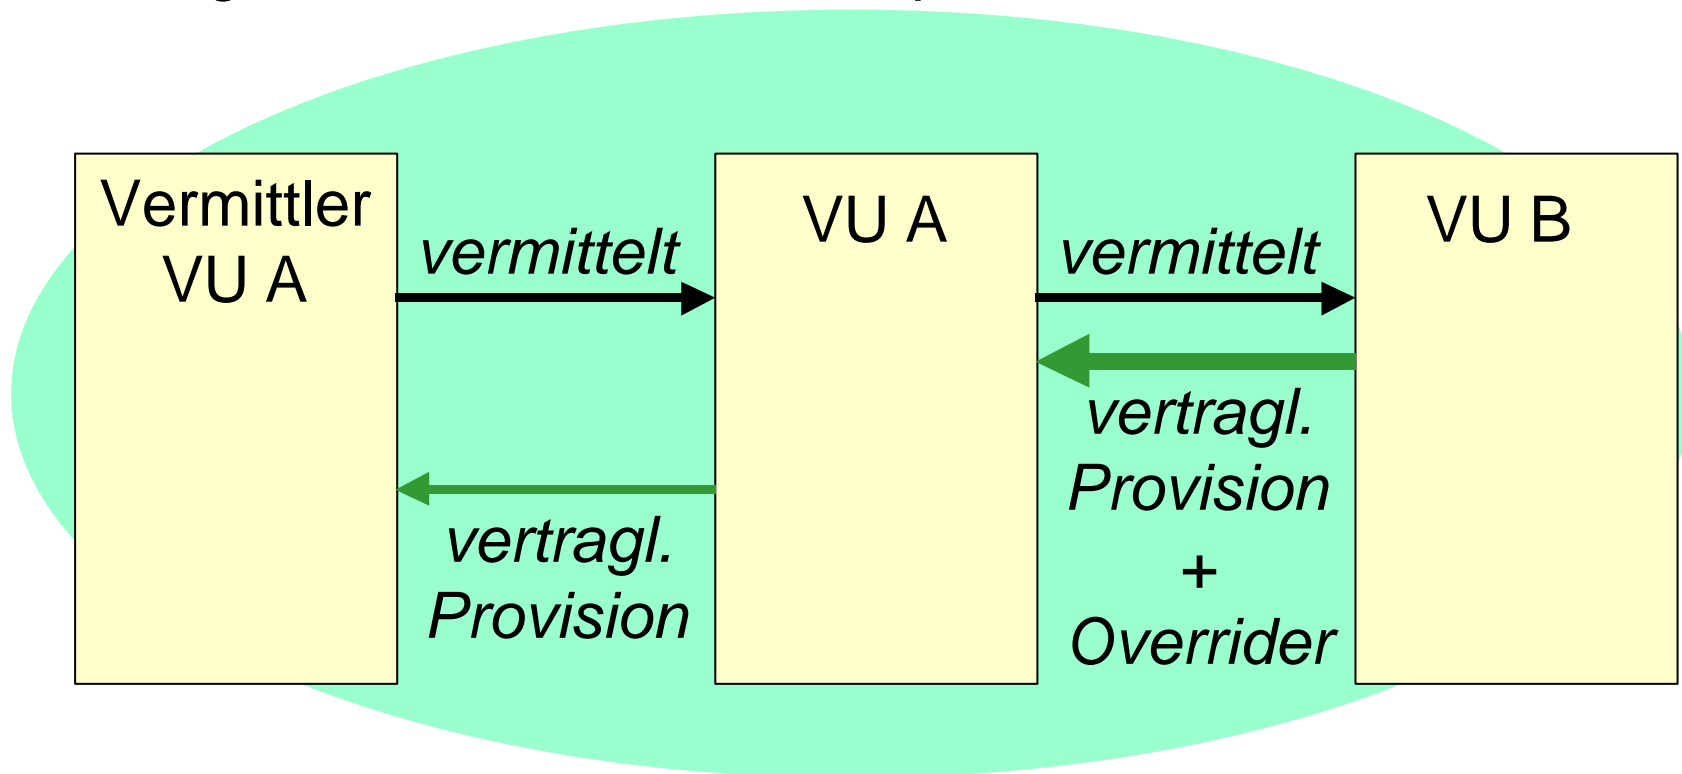 Vermittler
VU A
vermittelt
VU A
vermittelt
VU B
vertragl.
Provision
+
Overrider
vertragl.
Provision